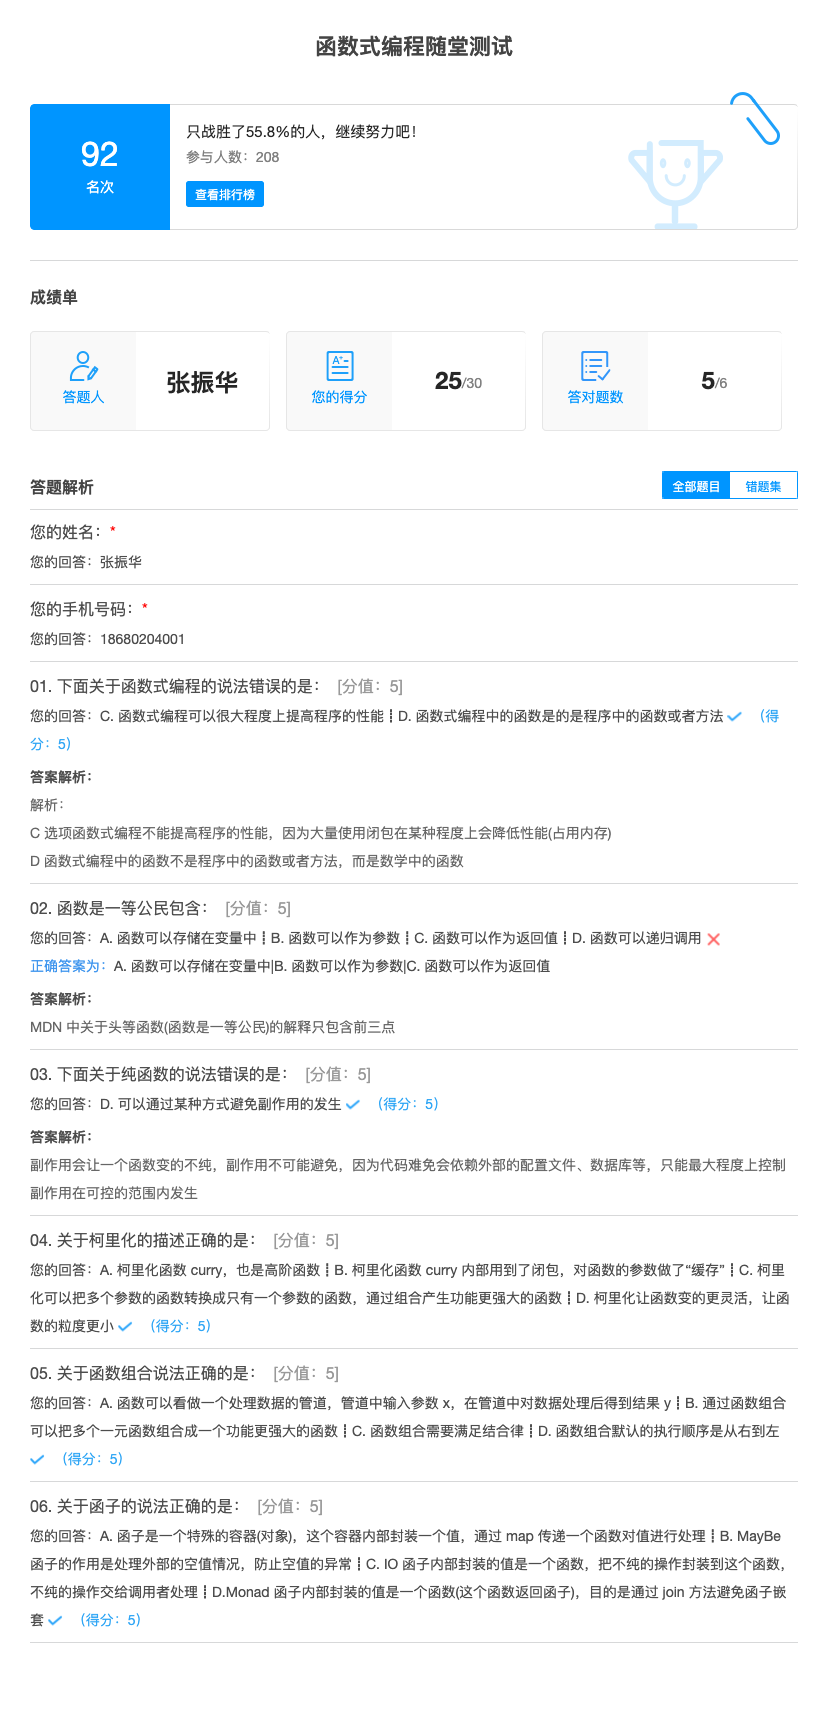 函数式编程随堂测试
92
名次
只战胜了55.8%的人，继续努力吧！
参与人数：208
查看排行榜
成绩单
答题人
张振华
您的得分
25/30
答对题数
5/6
答题解析
全部题目
错题集
您的姓名：*
您的回答：张振华
您的手机号码：*
您的回答：18680204001
01. 下面关于函数式编程的说法错误的是： [分值：5]
您的回答：C. 函数式编程可以很大程度上提高程序的性能┋D. 函数式编程中的函数是的是程序中的函数或者方法 （得
分：5）
答案解析：
解析：
C 选项函数式编程不能提高程序的性能，因为大量使用闭包在某种程度上会降低性能(占用内存)
D 函数式编程中的函数不是程序中的函数或者方法，而是数学中的函数
02. 函数是一等公民包含： [分值：5]
您的回答：A. 函数可以存储在变量中┋B. 函数可以作为参数┋C. 函数可以作为返回值┋D. 函数可以递归调用
正确答案为：A. 函数可以存储在变量中|B. 函数可以作为参数|C. 函数可以作为返回值
答案解析：
MDN 中关于头等函数(函数是一等公民)的解释只包含前三点
03. 下面关于纯函数的说法错误的是： [分值：5]
您的回答：D. 可以通过某种方式避免副作用的发生 （得分：5）
答案解析：
副作用会让一个函数变的不纯，副作用不可能避免，因为代码难免会依赖外部的配置文件、数据库等，只能最大程度上控制
副作用在可控的范围内发生
04. 关于柯里化的描述正确的是： [分值：5]
您的回答：A. 柯里化函数 curry，也是高阶函数┋B. 柯里化函数 curry 内部用到了闭包，对函数的参数做了“缓存”┋C. 柯里
化可以把多个参数的函数转换成只有一个参数的函数，通过组合产生功能更强大的函数┋D. 柯里化让函数变的更灵活，让函
数的粒度更小 （得分：5）
05. 关于函数组合说法正确的是： [分值：5]
您的回答：A. 函数可以看做一个处理数据的管道，管道中输入参数 x，在管道中对数据处理后得到结果 y┋B. 通过函数组合
可以把多个一元函数组合成一个功能更强大的函数┋C. 函数组合需要满足结合律┋D. 函数组合默认的执行顺序是从右到左
（得分：5）
06. 关于函子的说法正确的是： [分值：5]
您的回答：A. 函子是一个特殊的容器(对象)，这个容器内部封装一个值，通过 map 传递一个函数对值进行处理┋B. MayBe
函子的作用是处理外部的空值情况，防止空值的异常┋C. IO 函子内部封装的值是一个函数，把不纯的操作封装到这个函数，
不纯的操作交给调用者处理┋D.Monad 函子内部封装的值是一个函数(这个函数返回函子)，目的是通过 join 方法避免函子嵌
套 （得分：5）